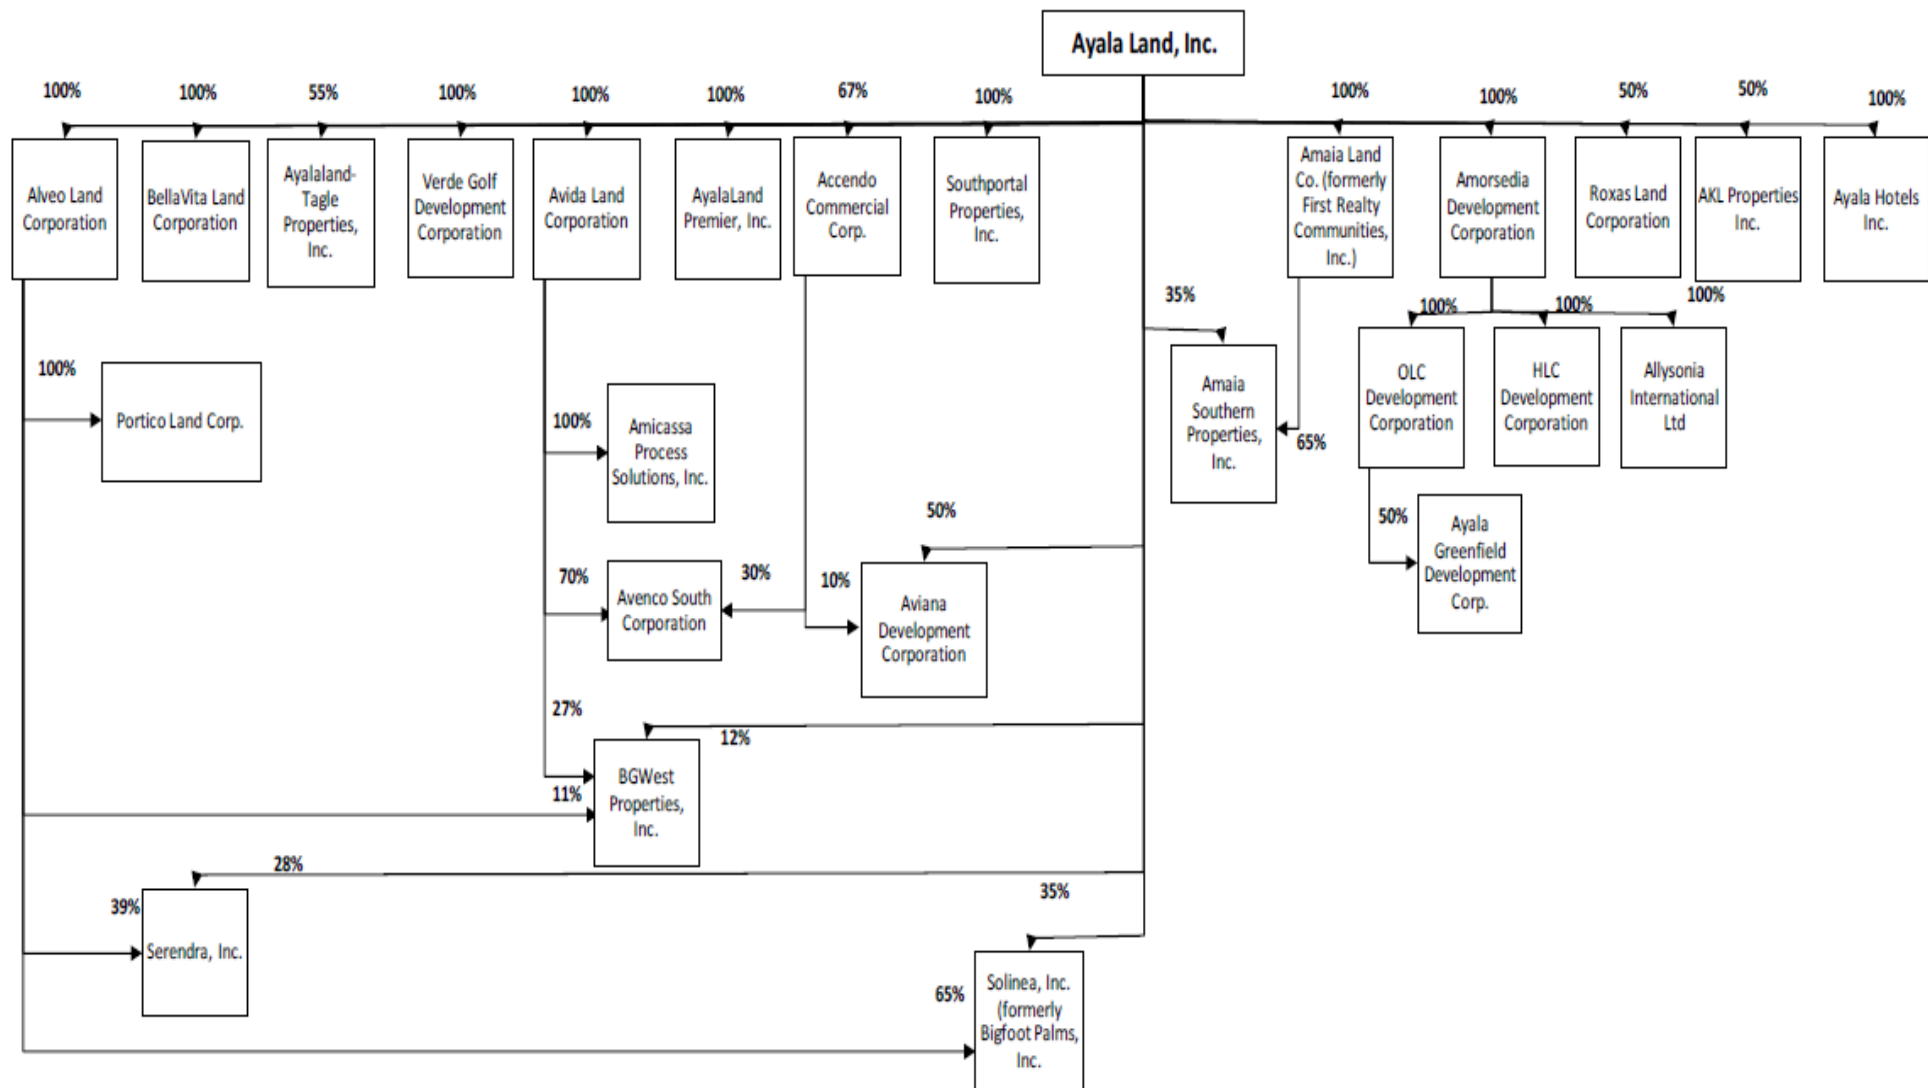 Ayala Land, Inc.
100%
100%
55%
100%
100%
100%
67%
100%
100%
100%
50%
50%
100%
Alveo Land
Corporation
BellaVita Land
Corporation
Ayalaland-
Tagle
Properties,
Inc.
Verde Golf
Development
Corporation
Avida Land
Corporation
AyalaLand
Premier, Inc.
Accendo
Commercial
Corp.
Southportal
Properties,
Inc.
Amaia Land
Co. (formerly
First Realty
Communities,
Inc.)
Amorsedia
Development
Corporation
Roxas Land
Corporation
AKL Properties
Inc.
Ayala Hotels
Inc.
35%
100%
100%
100%
100%
Portico Land Corp.
100%
Amicassa
Process
Solutions, Inc.
Amaia
Southern
Properties,
Inc.
65%
OLC
Development
Corporation
HLC
Development
Corporation
Allysonia
International
Ltd
50%
50%
Ayala
Greenfield
Development
Corp.
70%
Avenco South
Corporation
30%
10%
Aviana
Development
Corporation
27%
12%
BGWest
Properties,
Inc.
11%
28%
39%
Serendra, Inc.
35%
65%
Solinea, Inc.
(formerly
Bigfoot Palms,
Inc.